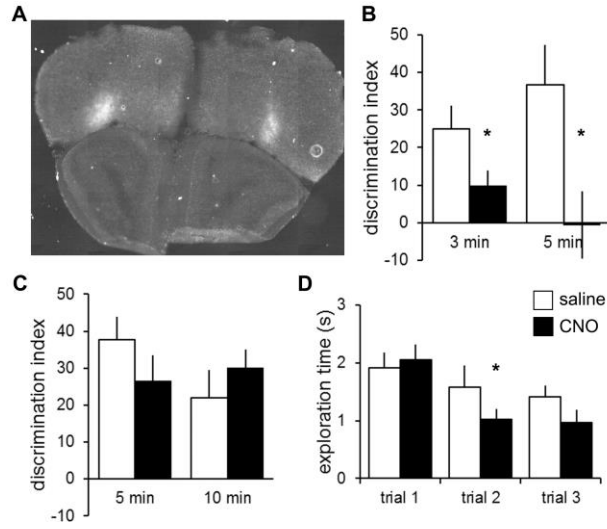 A
B
discrimination index
50
40
30
20
10
0
-10
*
*
3 min
5 min
C
discrimination index
50
40
30
20
10
0
-10
5 min
10 min
D
exploration time (s)
3
2
1
0
*
saline
CNO
trial 1
trial 2
trial 3